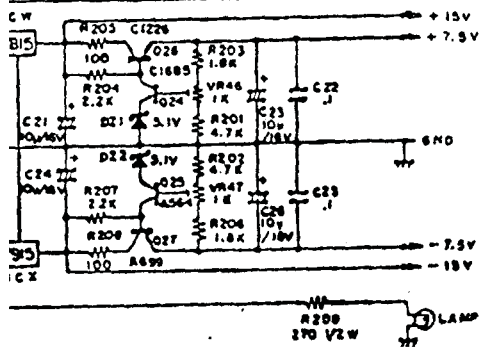 C W
R205
C1226
+ 15V
+ 7.5V
815
100
Q26
R203
1.8K
R204
2.2K
C1685
Q24
VR46
1K
C22
.1
C21
D21
5.1V
R201
4.7K
C23
10µ
/16V
GND
D22
5.1V
R202
4.7K
C24
Q25
A564
VR47
1K
R207
2.2K
10µ
/16V
C23
.1
R206
1.8K
Q27
R208
100
A699
915
C X
- 7.5V
- 15V
R209
270 1/2W
LAMP